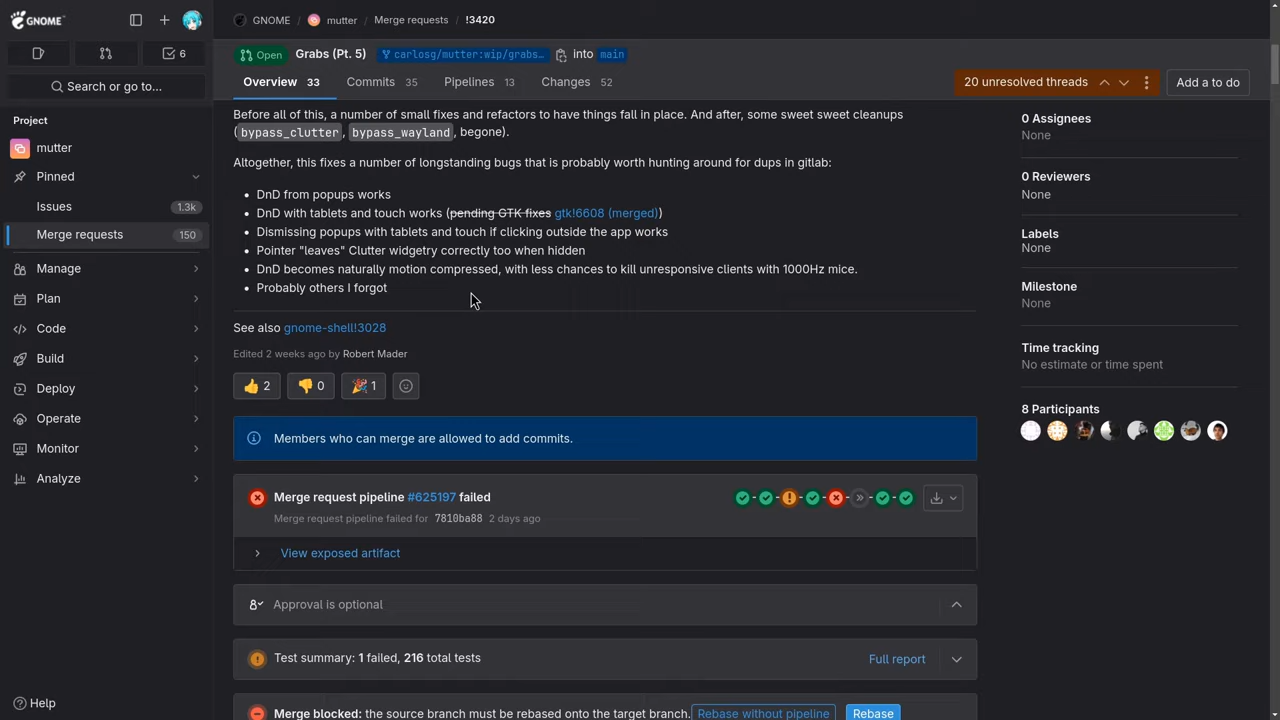 GNOME
GNOME / mutter / Merge requests / !3420
6
Search or go to...
Project
mutter
Pinned
Issues 1.3k
Merge requests 150
Manage
Plan
Code
Build
Deploy
Operate
Monitor
Analyze
Help
Open Grabs (Pt. 5) carlosg/mutter:wip/grabs… into main
Overview 33 Commits 35 Pipelines 13 Changes 52
20 unresolved threads
Add a to do
Before all of this, a number of small fixes and refactors to have things fall in place. And after, some sweet sweet cleanups
(bypass_clutter, bypass_wayland, begone).
Altogether, this fixes a number of longstanding bugs that is probably worth hunting around for dups in gitlab:
• DnD from popups works
• DnD with tablets and touch works (pending GTK fixes gtk!6608 (merged))
• Dismissing popups with tablets and touch if clicking outside the app works
• Pointer "leaves" Clutter widgetry correctly too when hidden
• DnD becomes naturally motion compressed, with less chances to kill unresponsive clients with 1000Hz mice.
• Probably others I forgot
See also gnome-shell!3028
Edited 2 weeks ago by Robert Mader
👍 2 👎 0 🎉 1
Members who can merge are allowed to add commits.
Merge request pipeline #625197 failed
Merge request pipeline failed for 7810ba88 2 days ago
View exposed artifact
Approval is optional
Test summary: 1 failed, 216 total tests
Full report
Merge blocked: the source branch must be rebased onto the target branch.
Rebase without pipeline
Rebase
0 Assignees
None
0 Reviewers
None
Labels
None
Milestone
None
Time tracking
No estimate or time spent
8 Participants